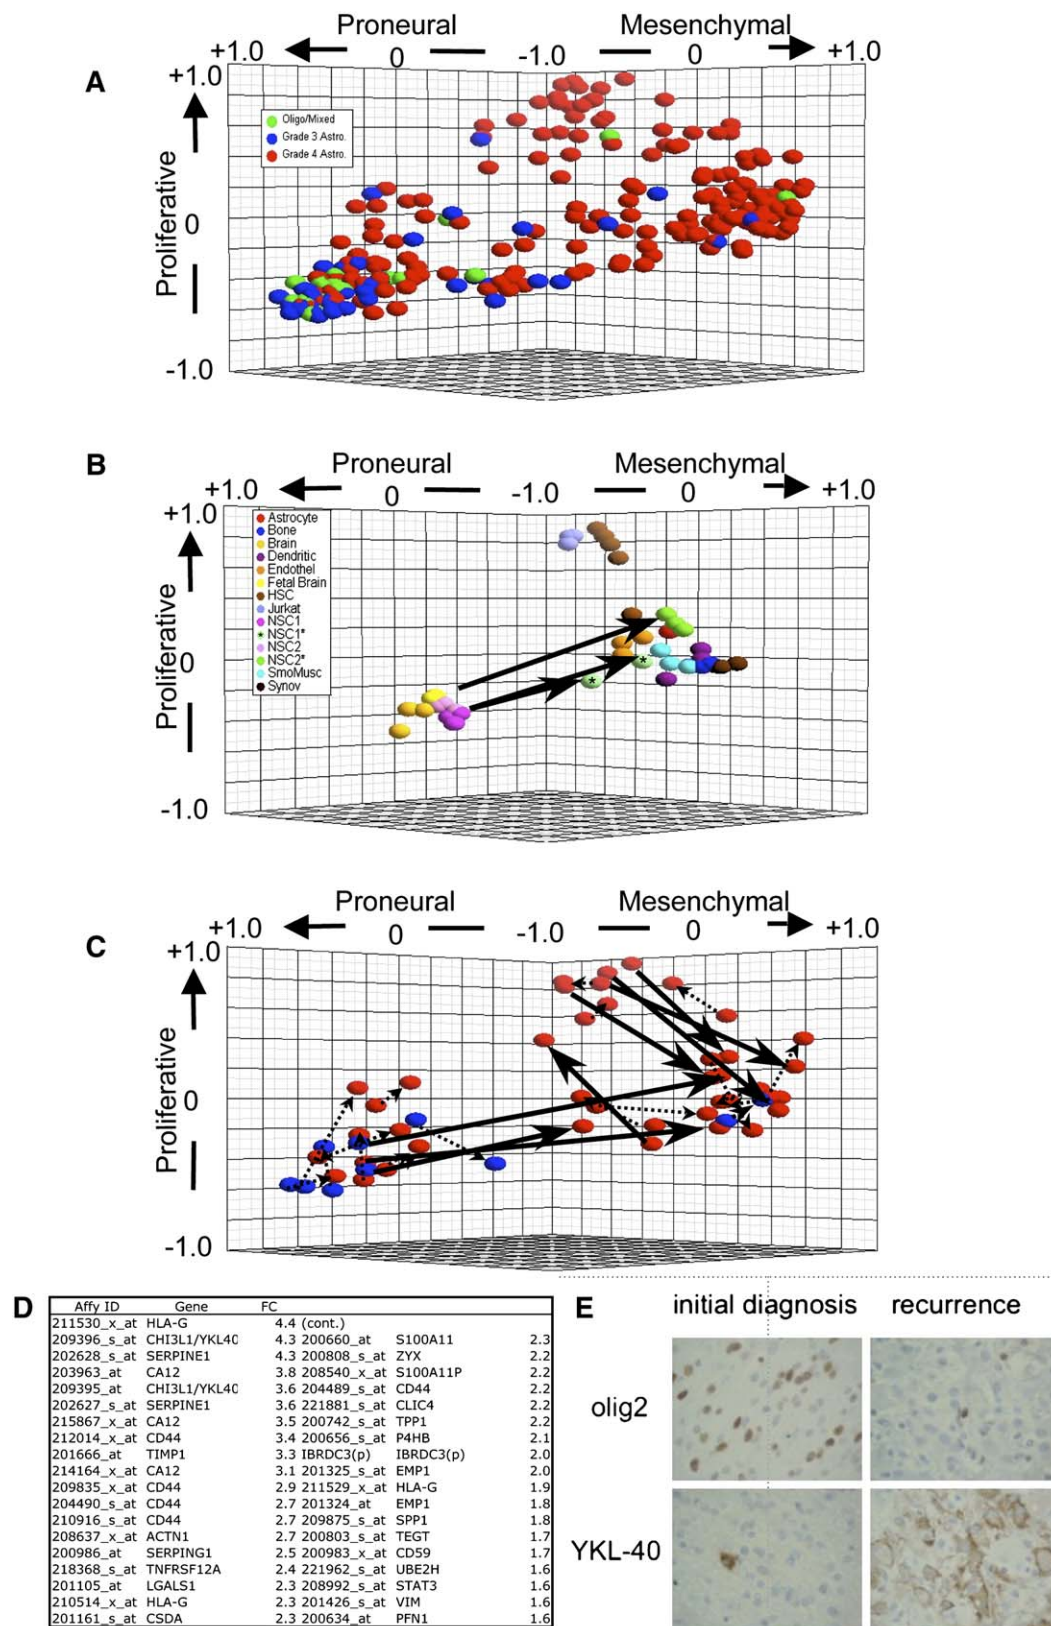 Proneural Mesenchymal
+1.0 0 -1.0 0 +1.0
A
+1.0
Oligo/Mixed
Grade 3 Astro.
Grade 4 Astro.
Proliferative
0
-1.0
B
Proneural Mesenchymal
+1.0 0 -1.0 0 +1.0
+1.0
Astrocyte
Bone
Brain
Dendritic
Endothel
Fetal Brain
HSC
Jurkat
NSC1
NSC1*
NSC2
NSC2*
SmoMusc
Synov
Proliferative
0
-1.0
C
Proneural Mesenchymal
+1.0 0 -1.0 0 +1.0
+1.0
Proliferative
0
-1.0
D
Affy ID Gene FC
211530_x_at HLA-G 4.4 (cont.)
209396_s_at CHI3L1/YKL40 4.3 200660_at S100A11 2.3
202628_s_at SERPINE1 4.3 200808_s_at ZYX 2.2
203963_at CA12 3.8 208540_x_at S100A11P 2.2
209395_at CHI3L1/YKL40 3.6 204489_s_at CD44 2.2
202627_s_at SERPINE1 3.6 221881_s_at CLIC4 2.2
215867_x_at CA12 3.5 200742_s_at TPP1 2.2
212014_x_at CD44 3.4 200656_s_at P4HB 2.1
201666_at TIMP1 3.3 IBRDC3(p) IBRDC3(p) 2.0
214164_x_at CA12 3.1 201325_s_at EMP1 2.0
209835_x_at CD44 2.9 211529_x_at HLA-G 1.9
204490_s_at CD44 2.7 201324_at EMP1 1.8
210916_s_at CD44 2.7 209875_s_at SPP1 1.8
208637_x_at ACTN1 2.7 200803_s_at TEGT 1.7
200986_at SERPING1 2.5 200983_x_at CD59 1.7
218368_s_at TNFRSF12A 2.4 221962_s_at UBE2H 1.6
201105_at LGALS1 2.3 208992_s_at STAT3 1.6
210514_x_at HLA-G 2.3 201426_s_at VIM 1.6
201161_s_at CSDA 2.3 200634_at PFN1 1.6
E
initial diagnosis recurrence
olig2
YKL-40